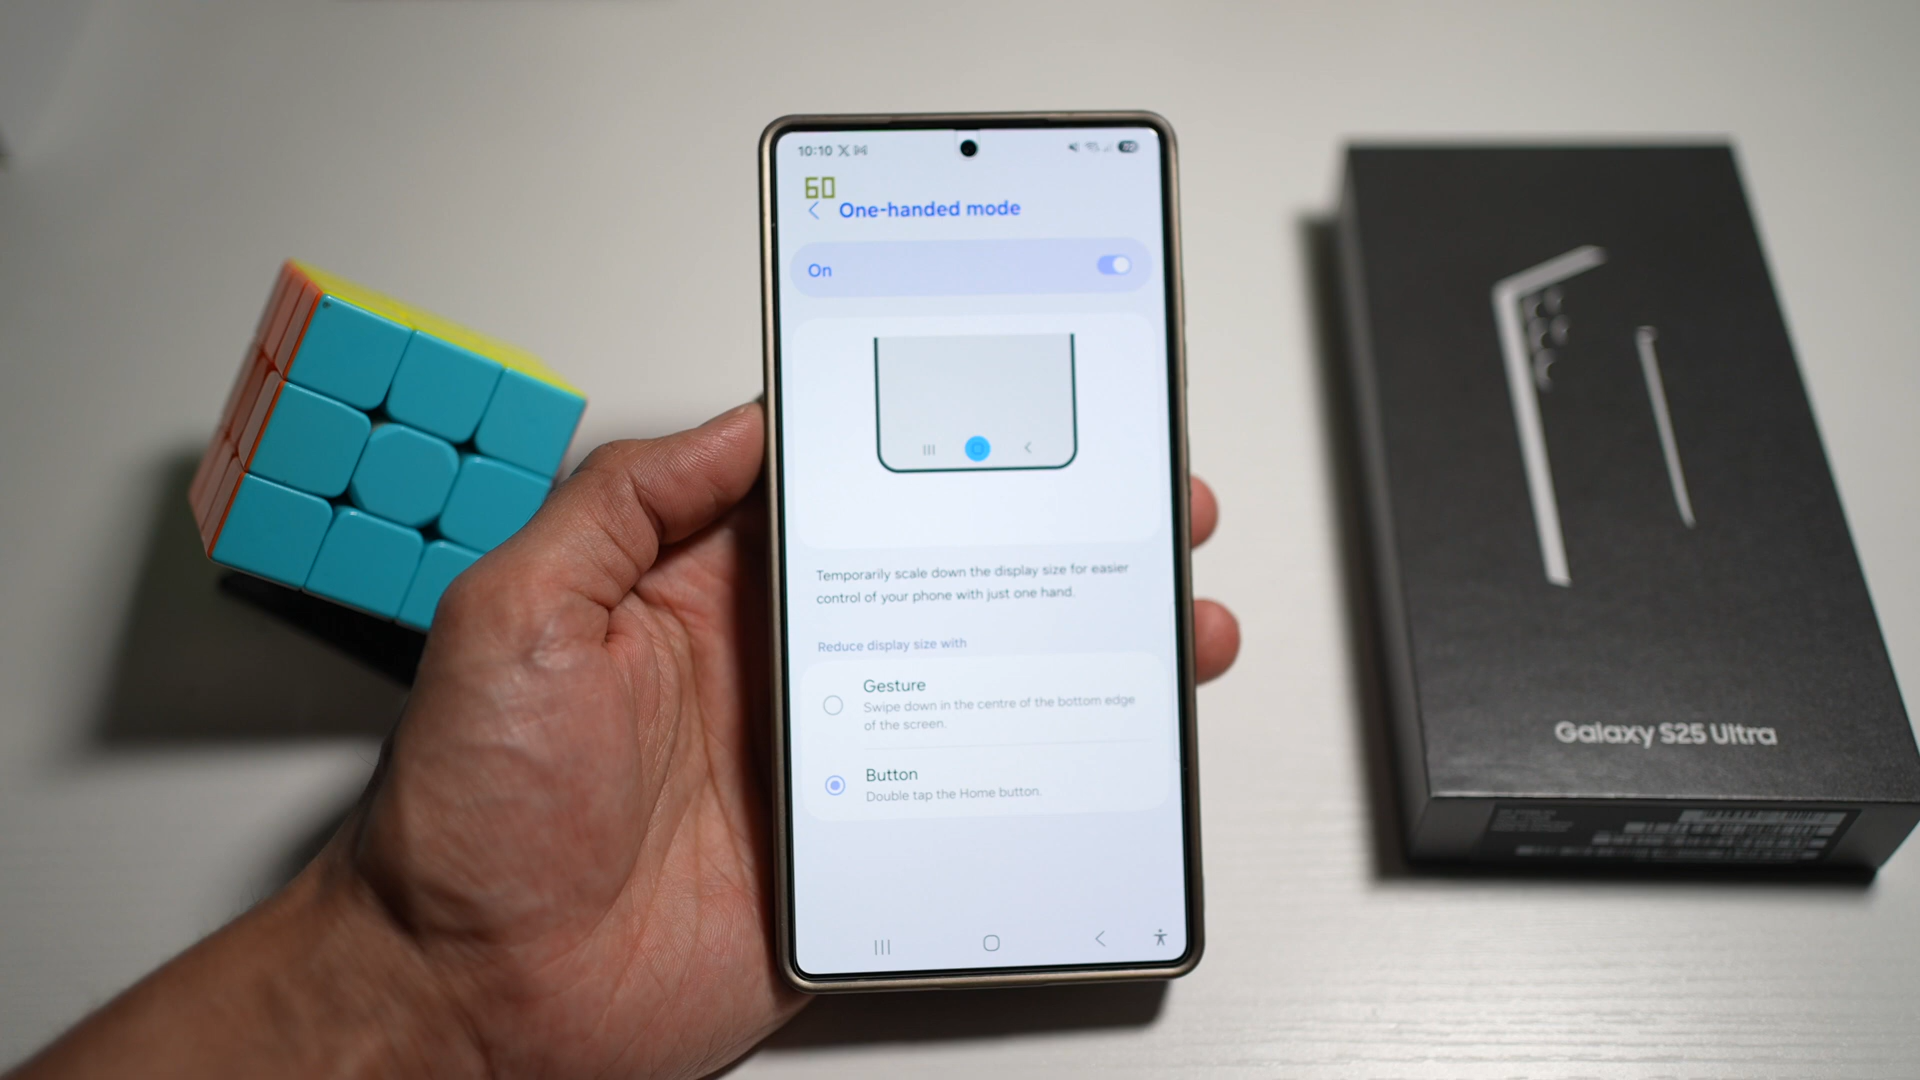 10:10
60
One-handed mode
On
Temporarily scale down the display size for easier
control of your phone with just one hand.
Reduce display size with
Gesture
Swipe down in the centre of the bottom edge
of the screen.
Button
Double tap the Home button.
Galaxy S25 Ultra